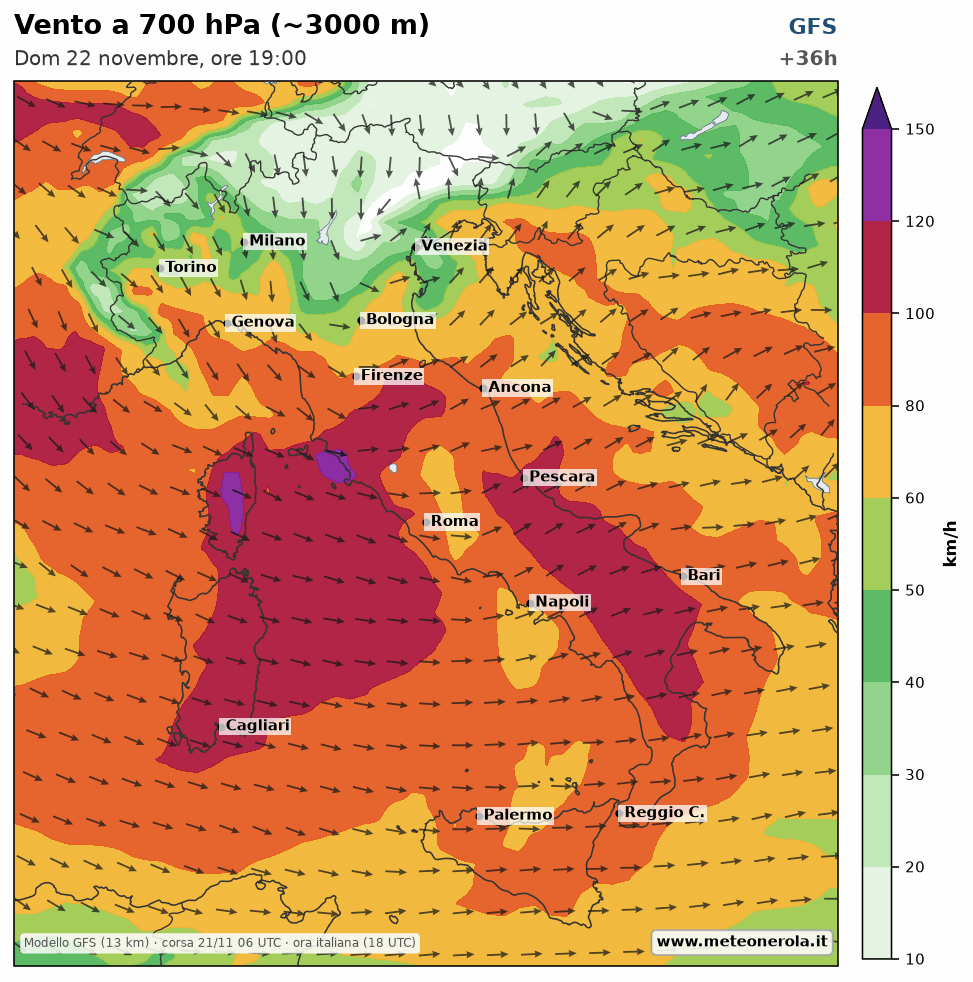 Vento a 700 hPa (~3000 m)
GFS
Dom 22 novembre, ore 19:00
+36h
150
120
100
80
60
50
40
30
20
10
km/h
Milano
Venezia
Torino
Genova
Bologna
Firenze
Ancona
Pescara
Roma
Bari
Napoli
Cagliari
Palermo
Reggio C.
Modello GFS (13 km) · corsa 21/11 06 UTC · ora italiana (18 UTC)
www.meteonerola.it